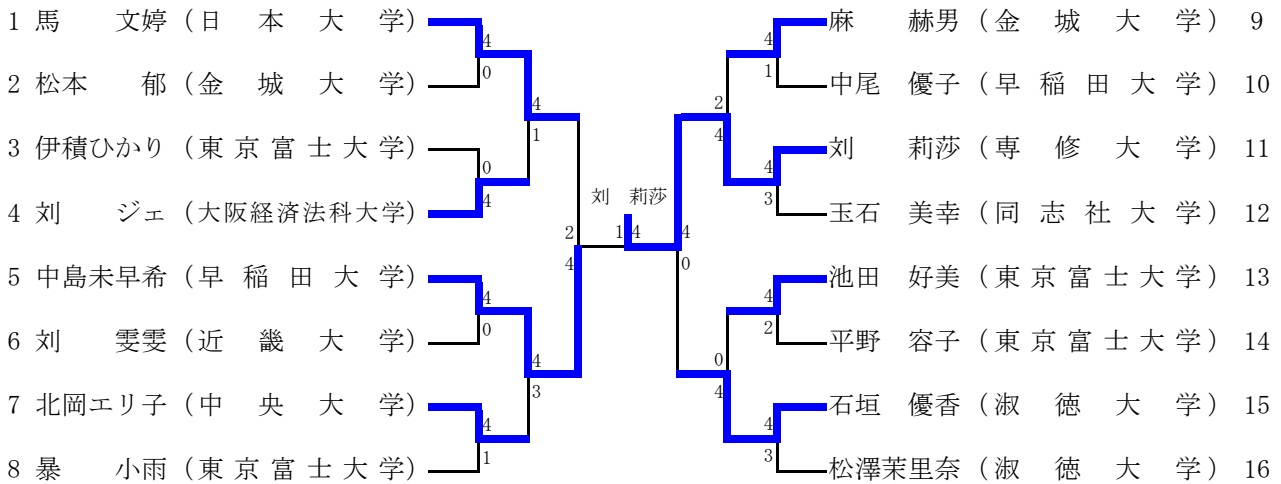 1 馬 文婷 (日本大学) 麻 赫男 (金城大学) 9
4 4
0 1
2 松本 郁 (金城大学) 中尾 優子 (早稲田大学) 10
4 2
1 4
3 伊積ひかり (東京富士大学) 刘 莉莎 (専修大学) 11
0 4
4 3
刘 莉莎
4 刘 ジェ (大阪経済法科大学) 玉石 美幸 (同志社大学) 12
2 1 4 4
4 0
5 中島未早希 (早稲田大学) 池田 好美 (東京富士大学) 13
4 4
0 2
6 刘 雯雯 (近畿大学) 平野 容子 (東京富士大学) 14
4 0
3 4
7 北岡エリ子 (中央大学) 石垣 優香 (淑徳大学) 15
4 4
1 3
8 暴 小雨 (東京富士大学) 松澤茉里奈 (淑徳大学) 16